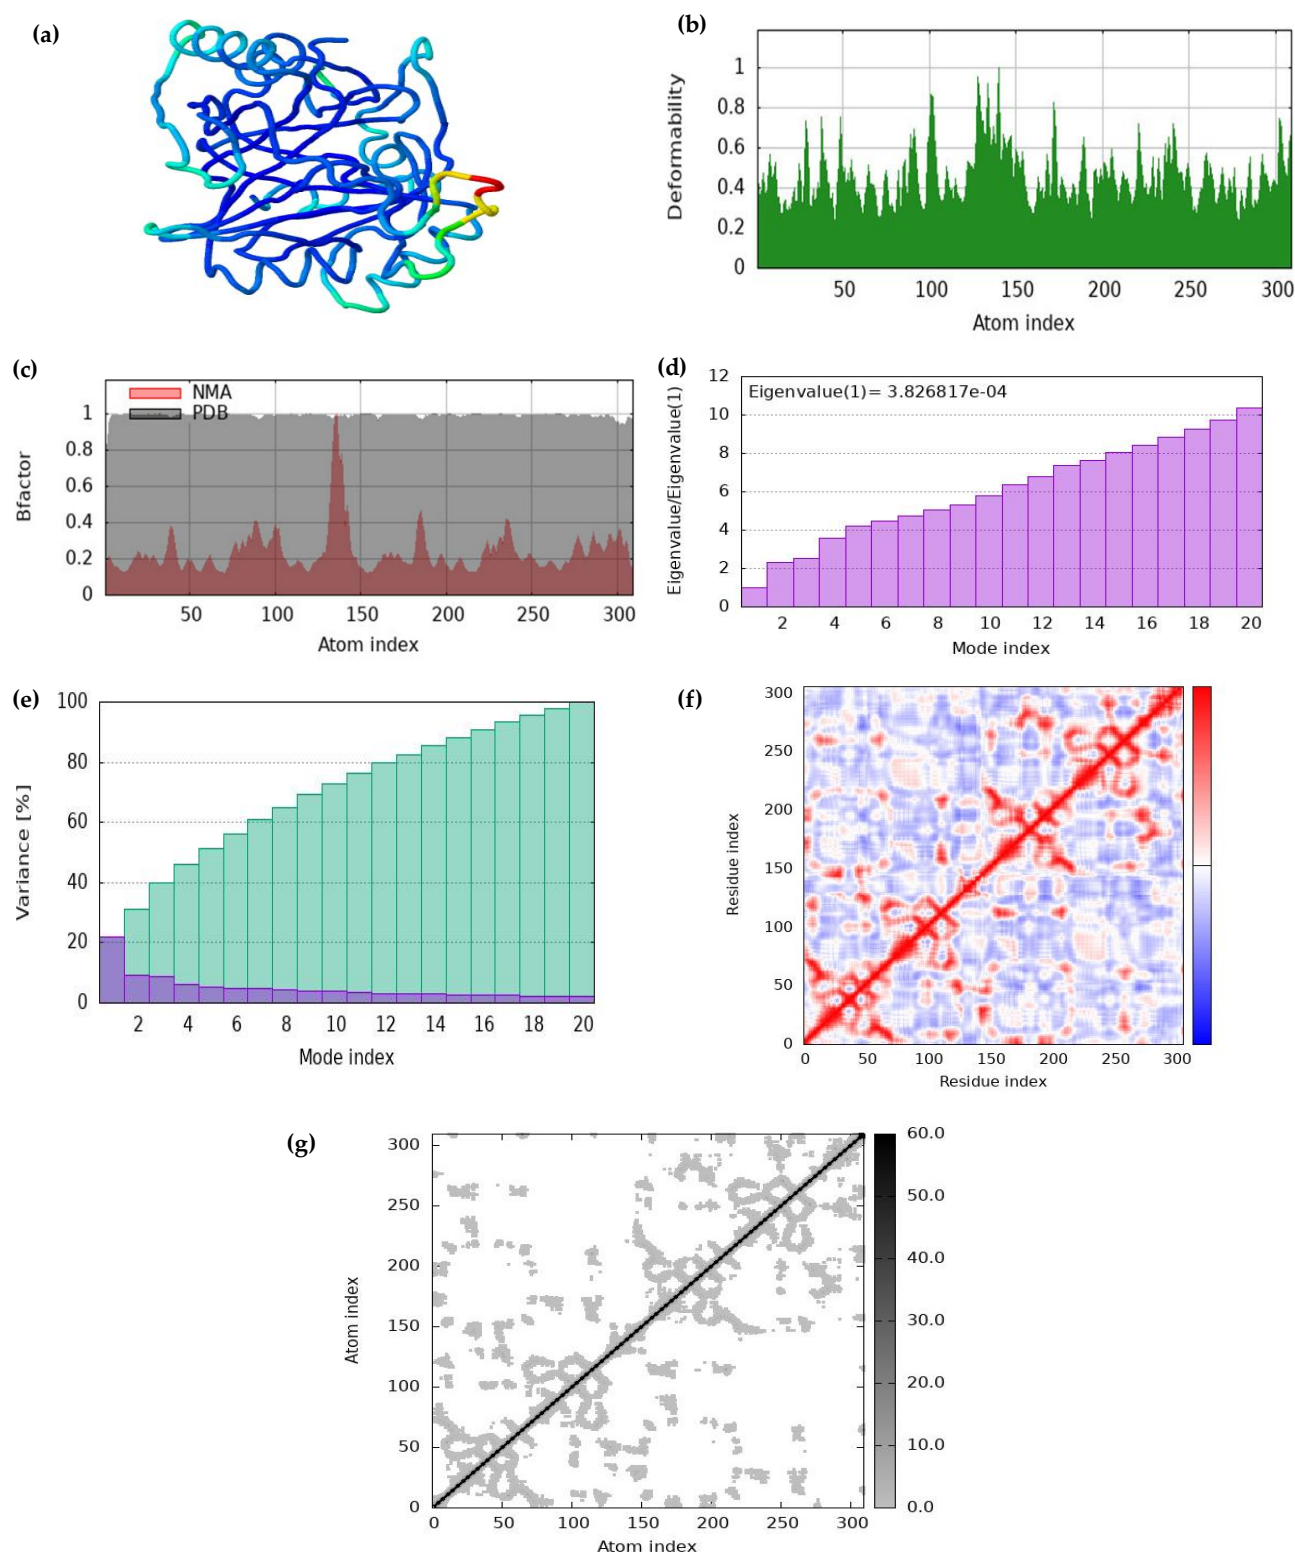 (a)
(b)
Deformability
1
0.8
0.6
0.4
0.2
0
50 100 150 200 250 300
Atom index
(c)
NMA
PDB
Bfactor
1
0.8
0.6
0.4
0.2
0
50 100 150 200 250 300
Atom index
(d)
Eigenvalue(1)= 3.826817e-04
Eigenvalue/Eigenvalue(1)
12
10
8
6
4
2
0
2 4 6 8 10 12 14 16 18 20
Mode index
(e)
Variance [%]
100
80
60
40
20
0
2 4 6 8 10 12 14 16 18 20
Mode index
(f)
Residue index
300
250
200
150
100
50
0
0 50 100 150 200 250 300
Residue index
(g)
Atom index
300
250
200
150
100
50
0
0 50 100 150 200 250 300
Atom index
60.0
50.0
40.0
30.0
20.0
10.0
0.0